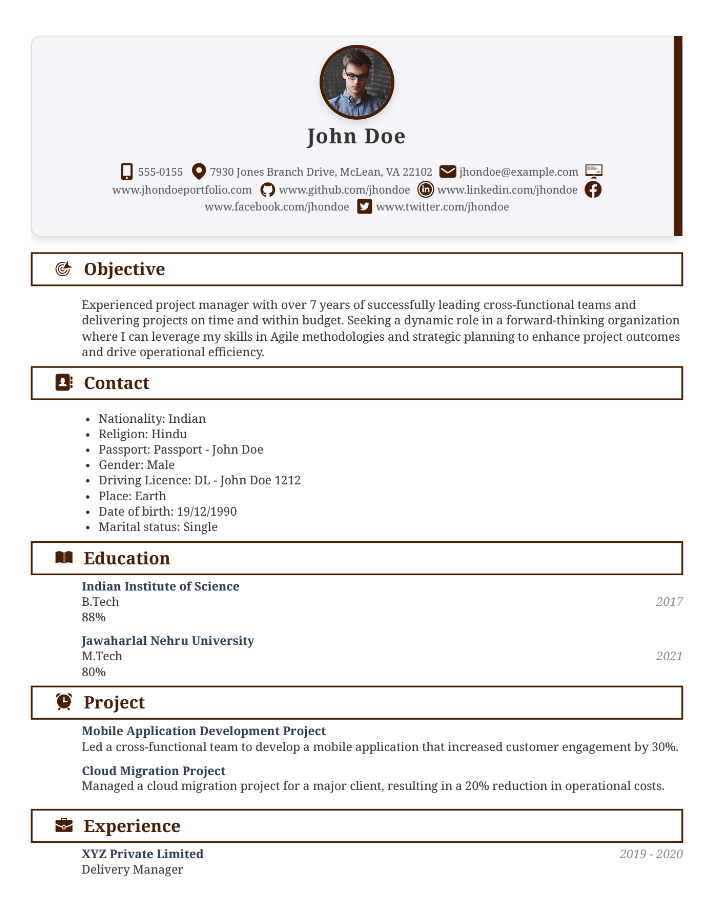 John Doe
555-0155 7930 Jones Branch Drive, McLean, VA 22102 jhondoe@example.com
www.jhondoeportfolio.com www.github.com/jhondoe www.linkedin.com/jhondoe
www.facebook.com/jhondoe www.twitter.com/jhondoe
Objective
Experienced project manager with over 7 years of successfully leading cross-functional teams and
delivering projects on time and within budget. Seeking a dynamic role in a forward-thinking organization
where I can leverage my skills in Agile methodologies and strategic planning to enhance project outcomes
and drive operational efficiency.
Contact
• Nationality: Indian
• Religion: Hindu
• Passport: Passport - John Doe
• Gender: Male
• Driving Licence: DL - John Doe 1212
• Place: Earth
• Date of birth: 19/12/1990
• Marital status: Single
Education
Indian Institute of Science
B.Tech 2017
88%
Jawaharlal Nehru University
M.Tech 2021
80%
Project
Mobile Application Development Project
Led a cross-functional team to develop a mobile application that increased customer engagement by 30%.
Cloud Migration Project
Managed a cloud migration project for a major client, resulting in a 20% reduction in operational costs.
Experience
XYZ Private Limited 2019 - 2020
Delivery Manager